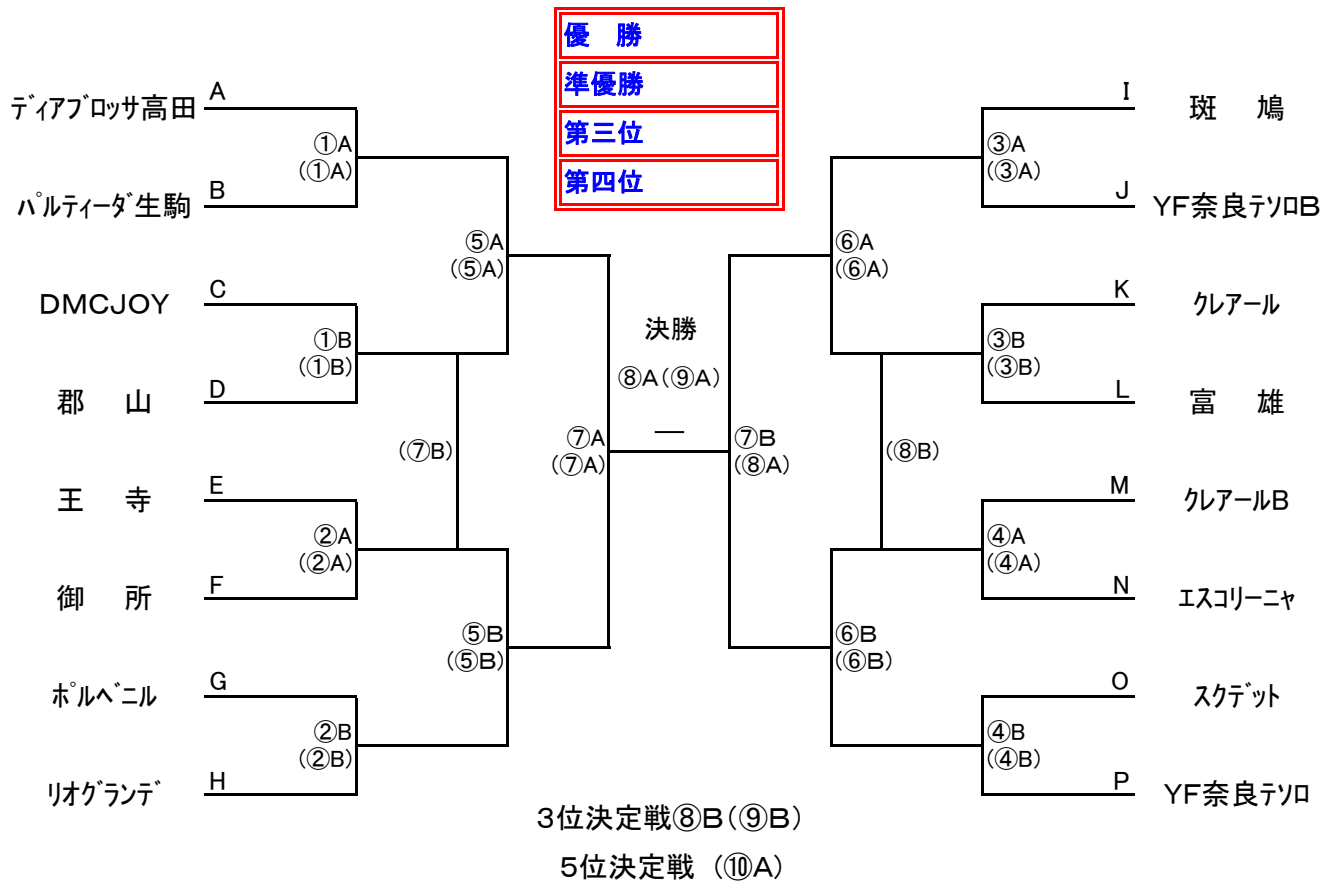 優　勝
準優勝
第三位
第四位
ﾃﾞｨｱﾌﾞﾛｯｻ高田
A
①A
(①A)
ﾊﾟﾙﾃｨｰﾀﾞ生駒
B
⑤A
(⑤A)
DMCJOY
C
①B
(①B)
郡　山
D
(⑦B)
王　寺
E
②A
(②A)
御　所
F
⑤B
(⑤B)
ﾎﾟﾙﾍﾞﾆﾙ
G
②B
(②B)
ﾘｵｸﾞﾗﾝﾃﾞ
H
⑦A
(⑦A)
決勝
⑧A(⑨A)
―
⑦B
(⑧A)
I
斑　鳩
③A
(③A)
J
YF奈良ﾃｿﾛB
⑥A
(⑥A)
K
ｸﾚｱｰﾙ
③B
(③B)
L
富　雄
(⑧B)
M
ｸﾚｱｰﾙB
④A
(④A)
N
ｴｽｺﾘｰﾆｬ
⑥B
(⑥B)
O
ｽｸﾃﾞｯﾄ
④B
(④B)
P
YF奈良ﾃｿﾛ
3位決定戦⑧B(⑨B)
5位決定戦 (⑩A)